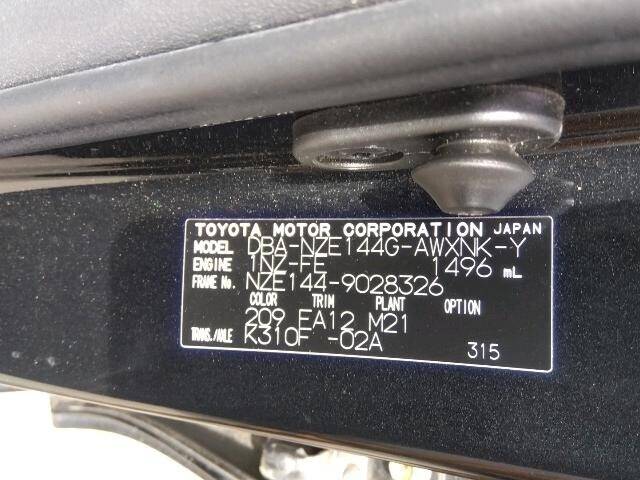 TOYOTA MOTOR CORPORATION JAPAN
MODEL DBA-NZE144G-AWXNK-Y
ENGINE 1NZ-FE 1496 mL
FRAME No. NZE144-9028326
COLOR TRIM PLANT OPTION
209 EA12 M21
TRANS./AXLE K310F -02A
315